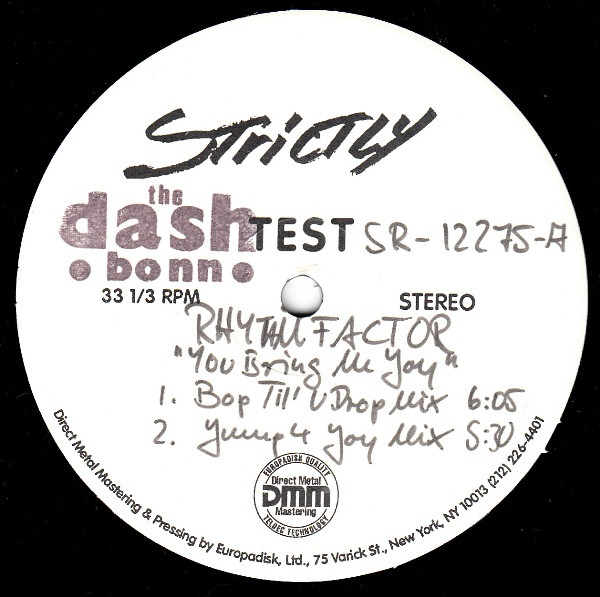 STRICTLY
the
dash
• bonn •
TEST SR-12275-A
33 1/3 RPM
STEREO
RHYTHM FACTOR
"You Bring Me Joy"
1. Bop Til' U Drop Mix 6:05
2. Jump 4 Joy Mix 5:30
EUROPADISK QUALITY
Direct Metal
DMM
Mastering
TELDEC TECHNOLOGY
Direct Metal Mastering & Pressing by Europadisk, Ltd., 75 Varick St., New York, NY 10013 (212) 226-4401